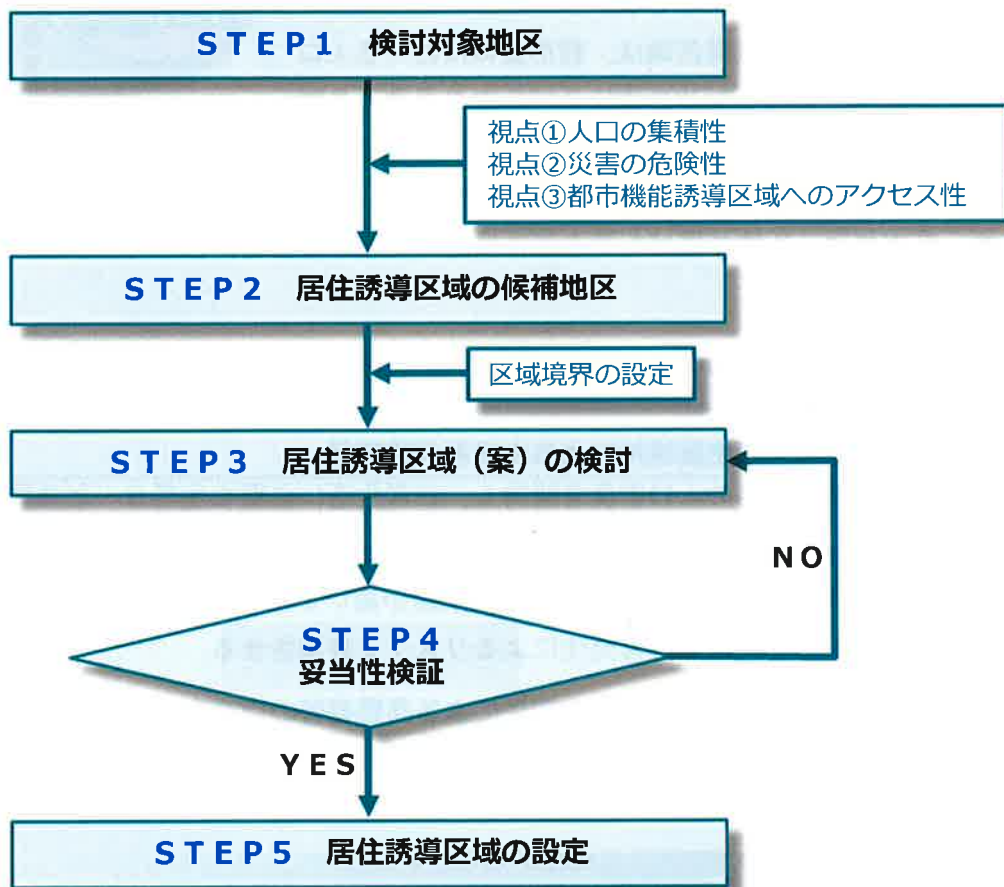 STEP1 検討対象地区
視点①人口の集積性
視点②災害の危険性
視点③都市機能誘導区域へのアクセス性
STEP2 居住誘導区域の候補地区
区域境界の設定
STEP3 居住誘導区域（案）の検討
NO
STEP4
妥当性検証
YES
STEP5 居住誘導区域の設定